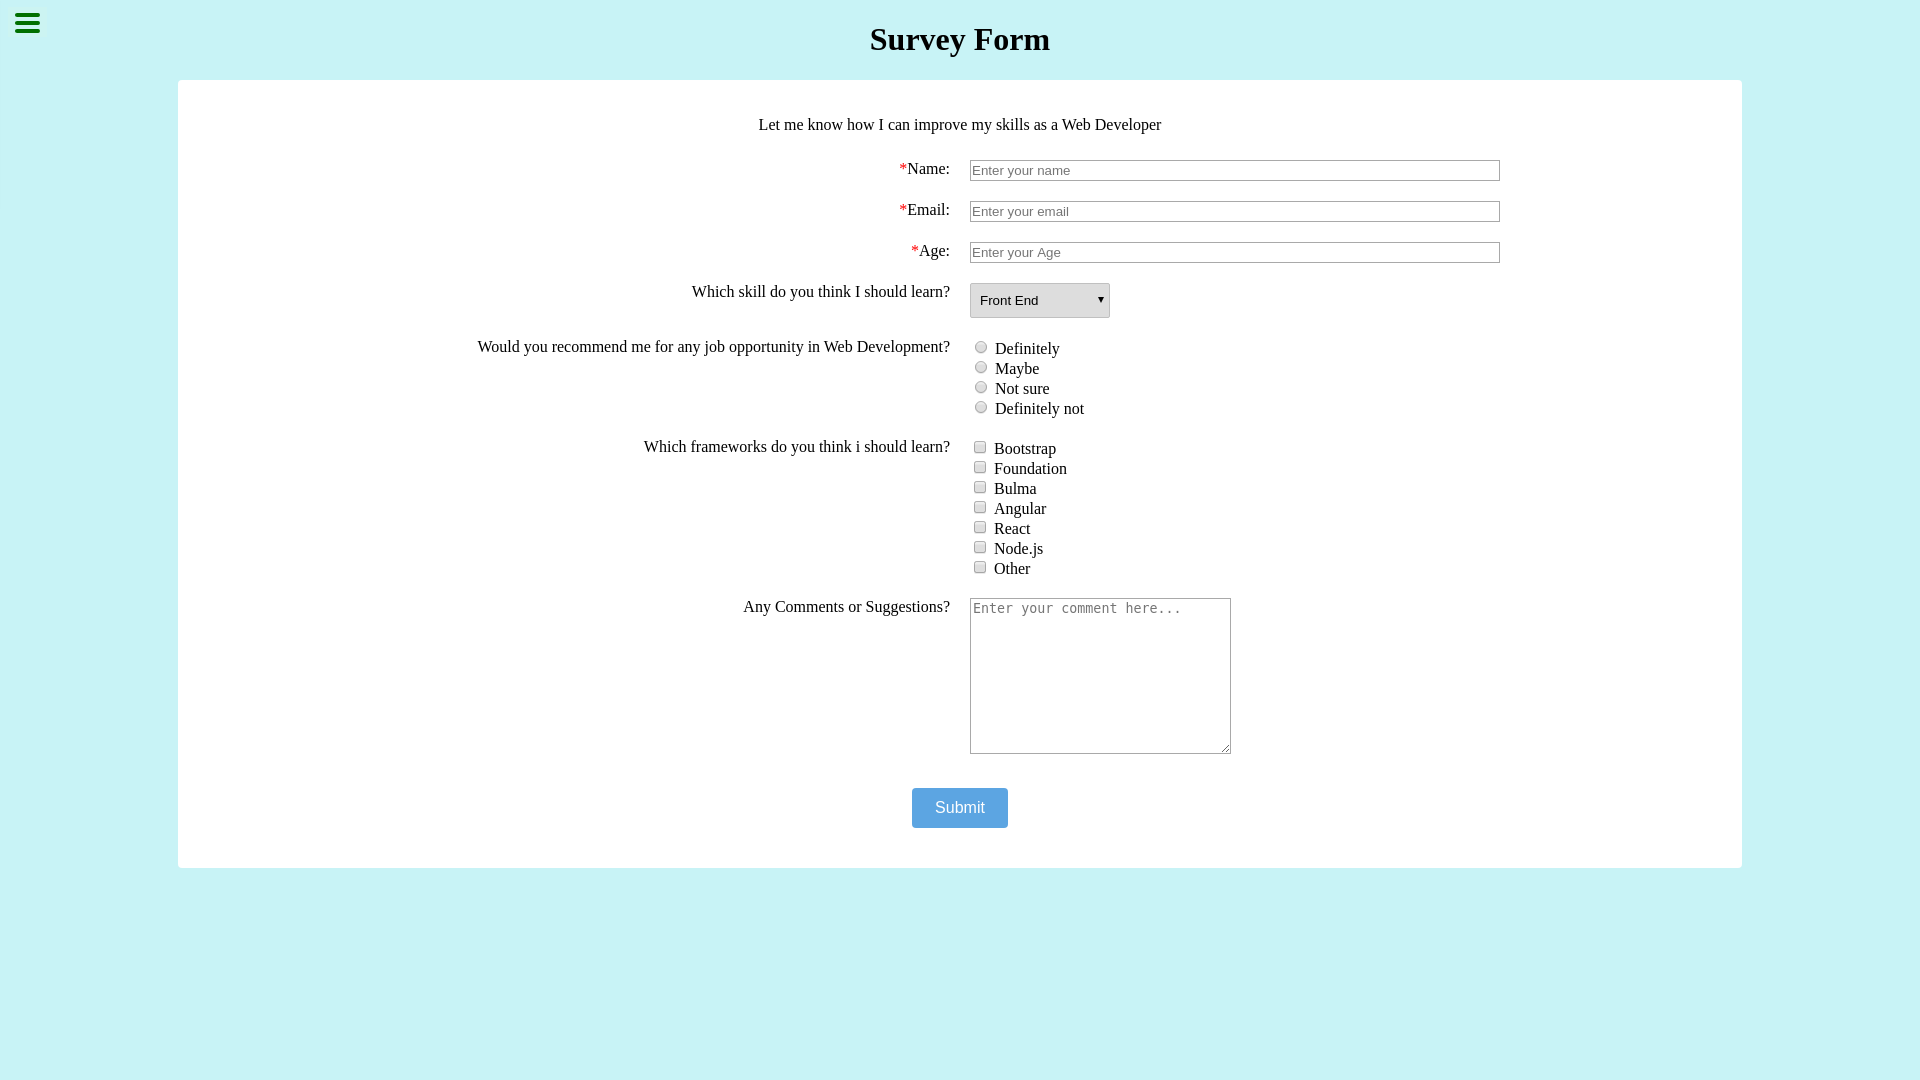 Survey Form
Let me know how I can improve my skills as a Web Developer
*Name: Enter your name
*Email: Enter your email
*Age: Enter your Age
Which skill do you think I should learn? Front End
Would you recommend me for any job opportunity in Web Development? Definitely
Maybe
Not sure
Definitely not
Which frameworks do you think i should learn? Bootstrap
Foundation
Bulma
Angular
React
Node.js
Other
Any Comments or Suggestions? Enter your comment here...
Submit